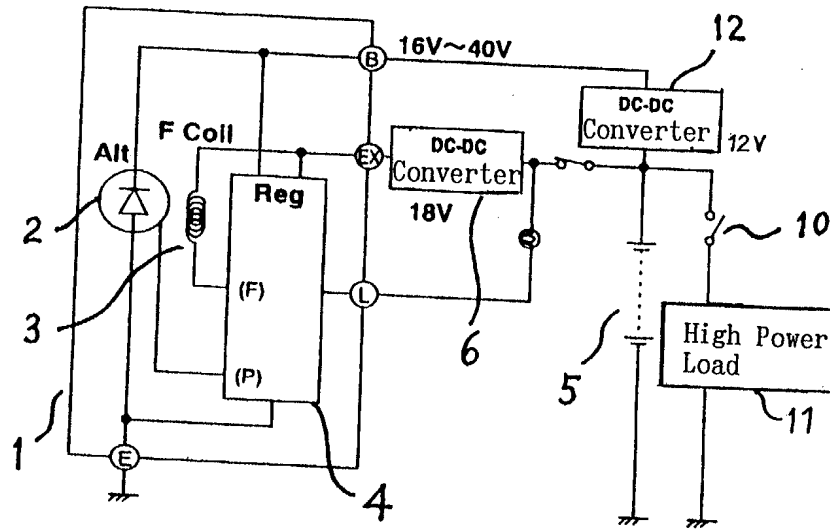 B
16V～40V
12
DC-DC
Converter
12V
F Coil
Alt
EX
DC-DC
Converter
18V
Reg
2
10
3
(F)
L
6
5
High Power
Load
(P)
11
1
E
4